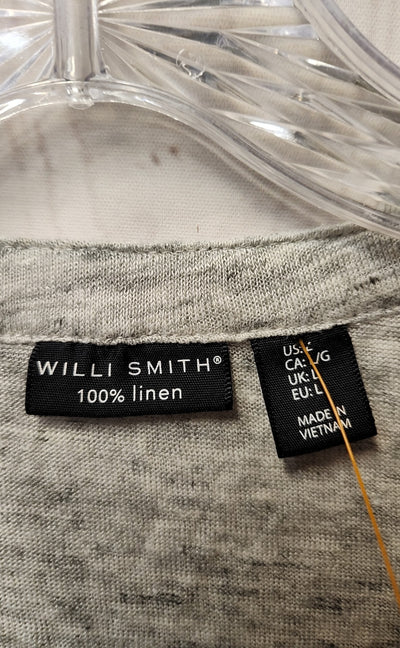 WILLI SMITH®
100% linen
US: L
CA: L/G
UK: L
EU: L
MADE IN
VIETNAM